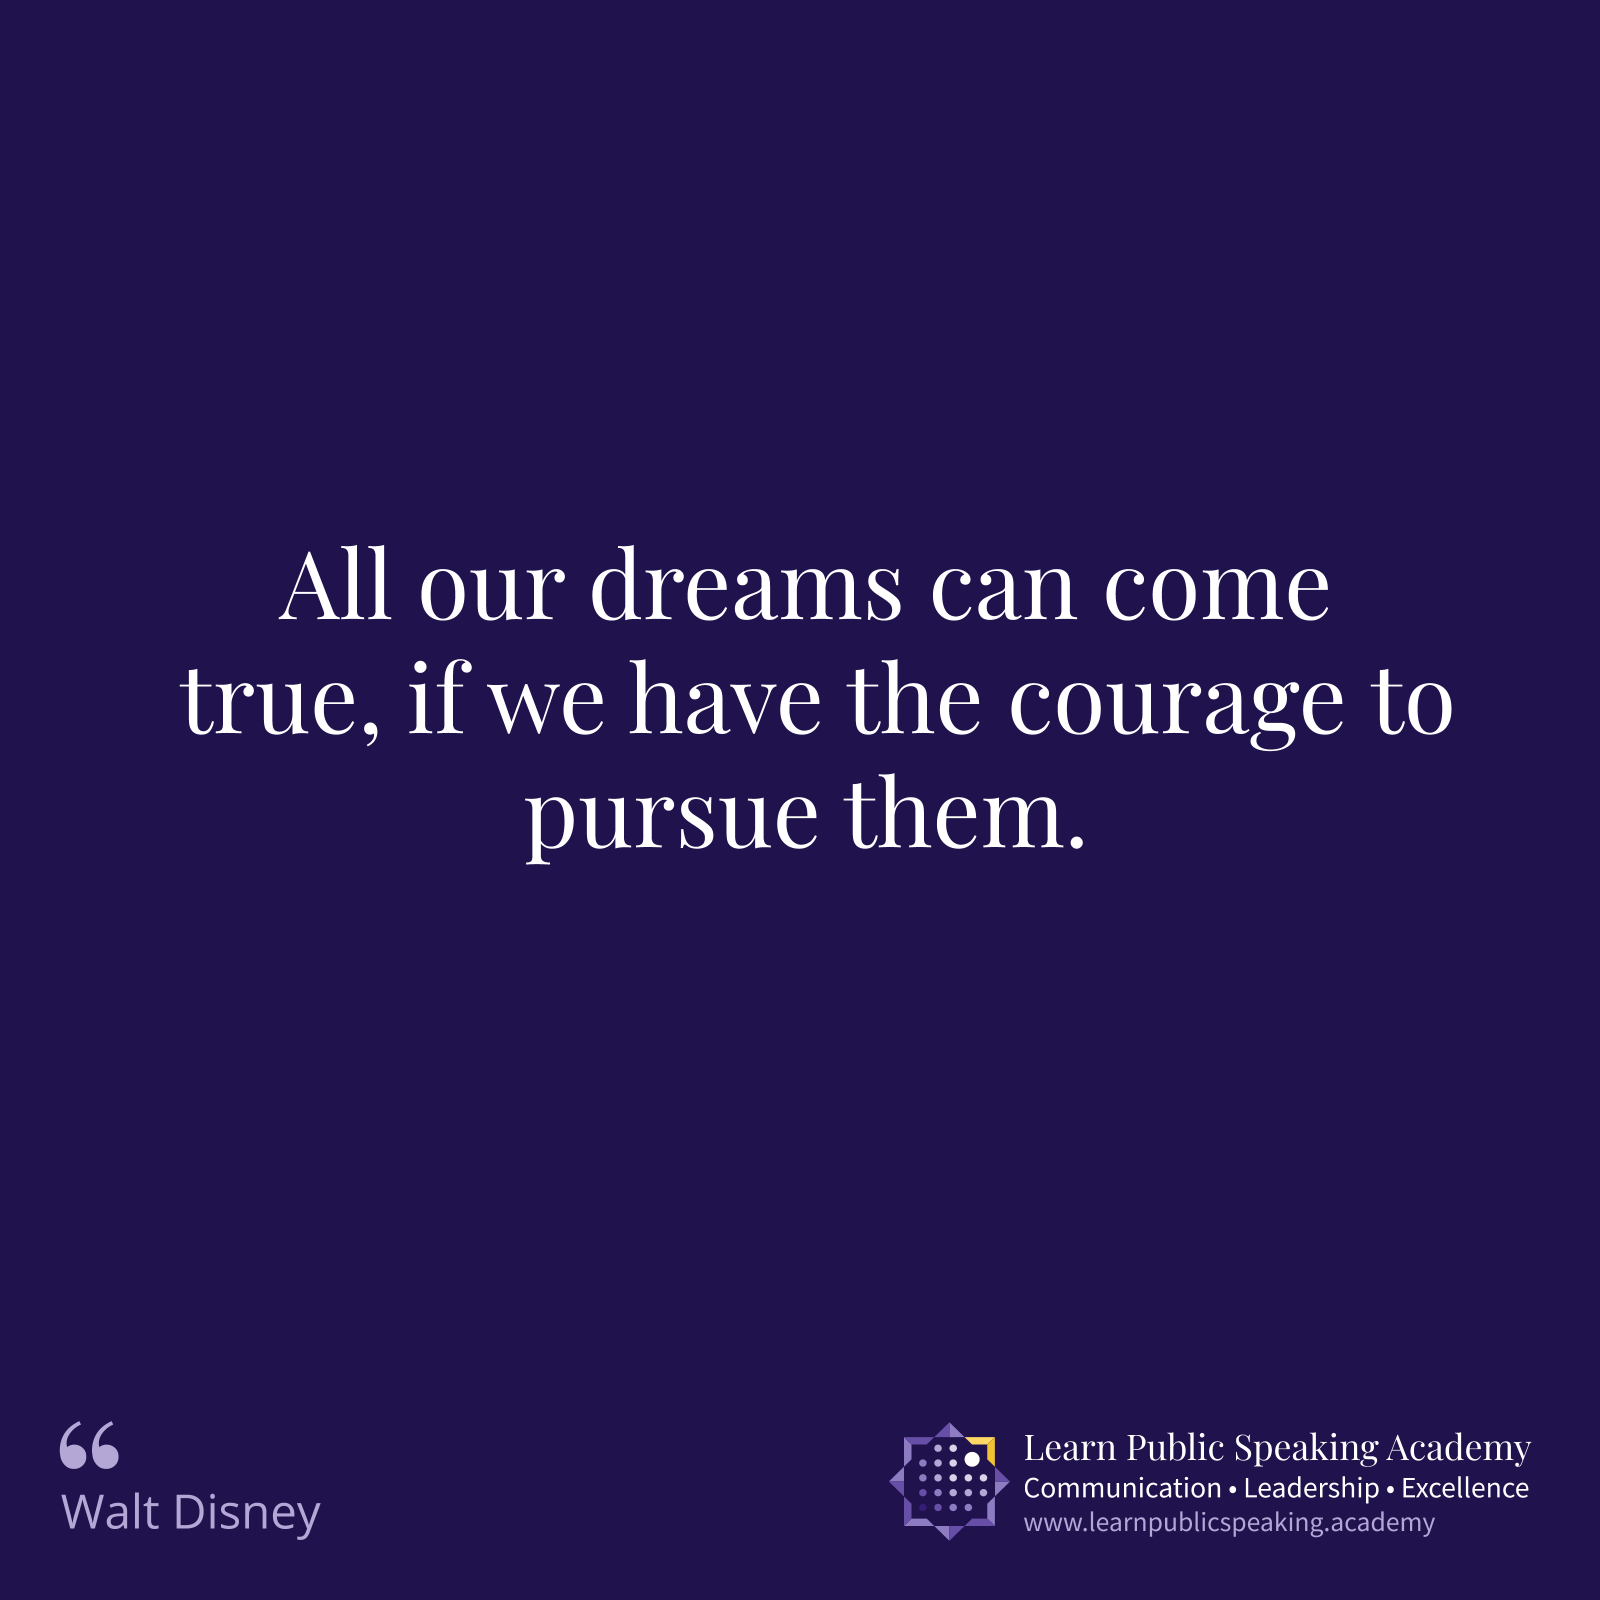 All our dreams can come
true, if we have the courage to
pursue them.
“
Walt Disney
Learn Public Speaking Academy
Communication • Leadership • Excellence
www.learnpublicspeaking.academy